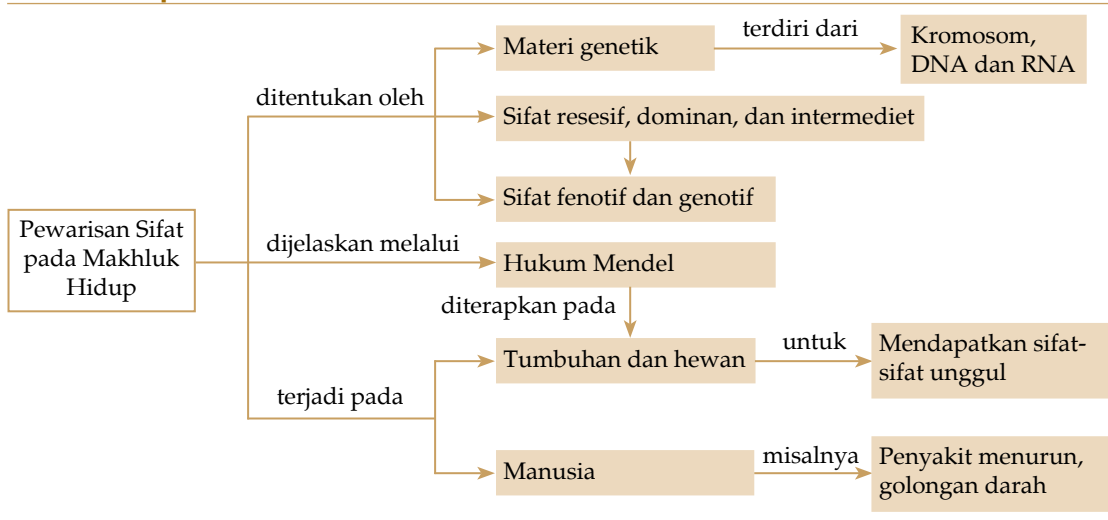 Materi genetik
terdiri dari
Kromosom,
DNA dan RNA
ditentukan oleh
Sifat resesif, dominan, dan intermediet
Sifat fenotif dan genotif
Pewarisan Sifat
pada Makhluk
Hidup
dijelaskan melalui
Hukum Mendel
diterapkan pada
Tumbuhan dan hewan
untuk
Mendapatkan sifat-
sifat unggul
terjadi pada
Manusia
misalnya
Penyakit menurun,
golongan darah